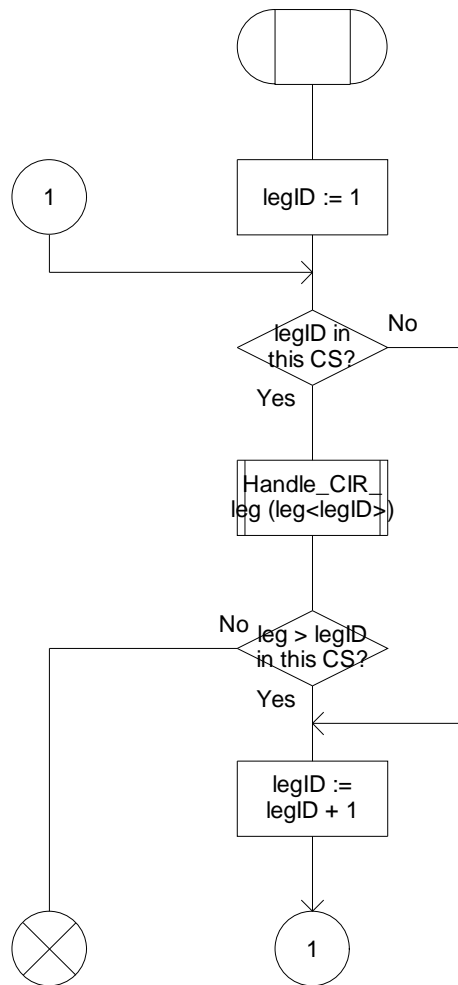 1
legID := 1
legID in
this CS?
No
Yes
Handle_CIR_
leg (leg<legID>)
No
leg > legID
in this CS?
Yes
legID :=
legID + 1
1